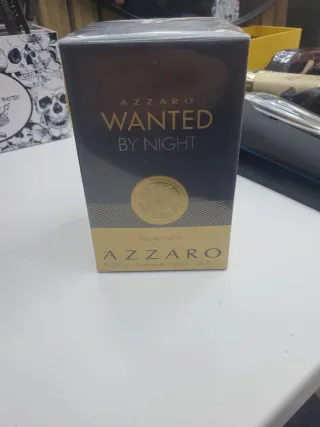 AZZARO
WANTED
BY NIGHT
Eau de Parfum
AZZARO